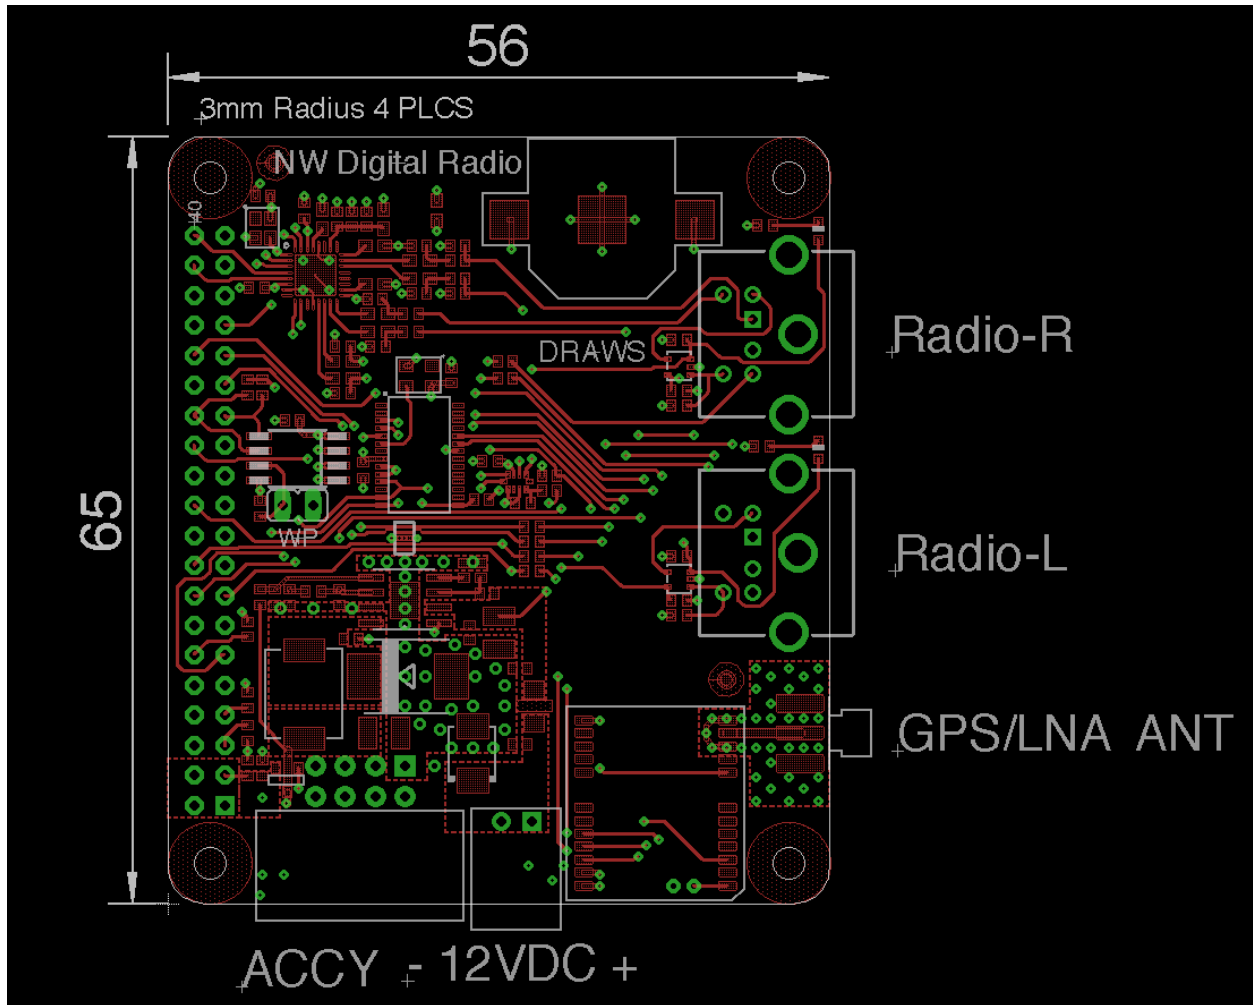 56
3mm Radius 4 PLCS
NW Digital Radio
40
Radio-R
DRAWS
65
WP
Radio-L
GPS/LNA ANT
ACCY - 12VDC +